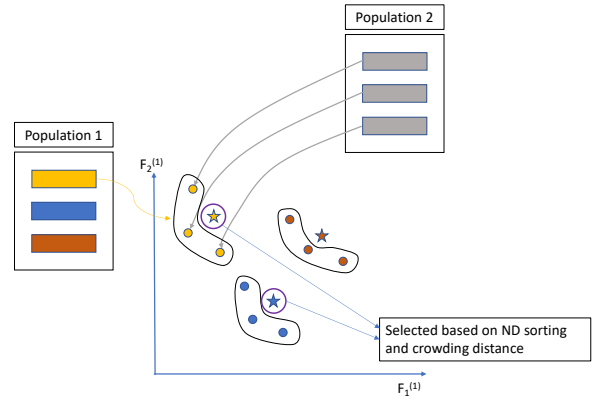 Population 2
Population 1
F₂⁽¹⁾
Selected based on ND sorting
and crowding distance
F₁⁽¹⁾